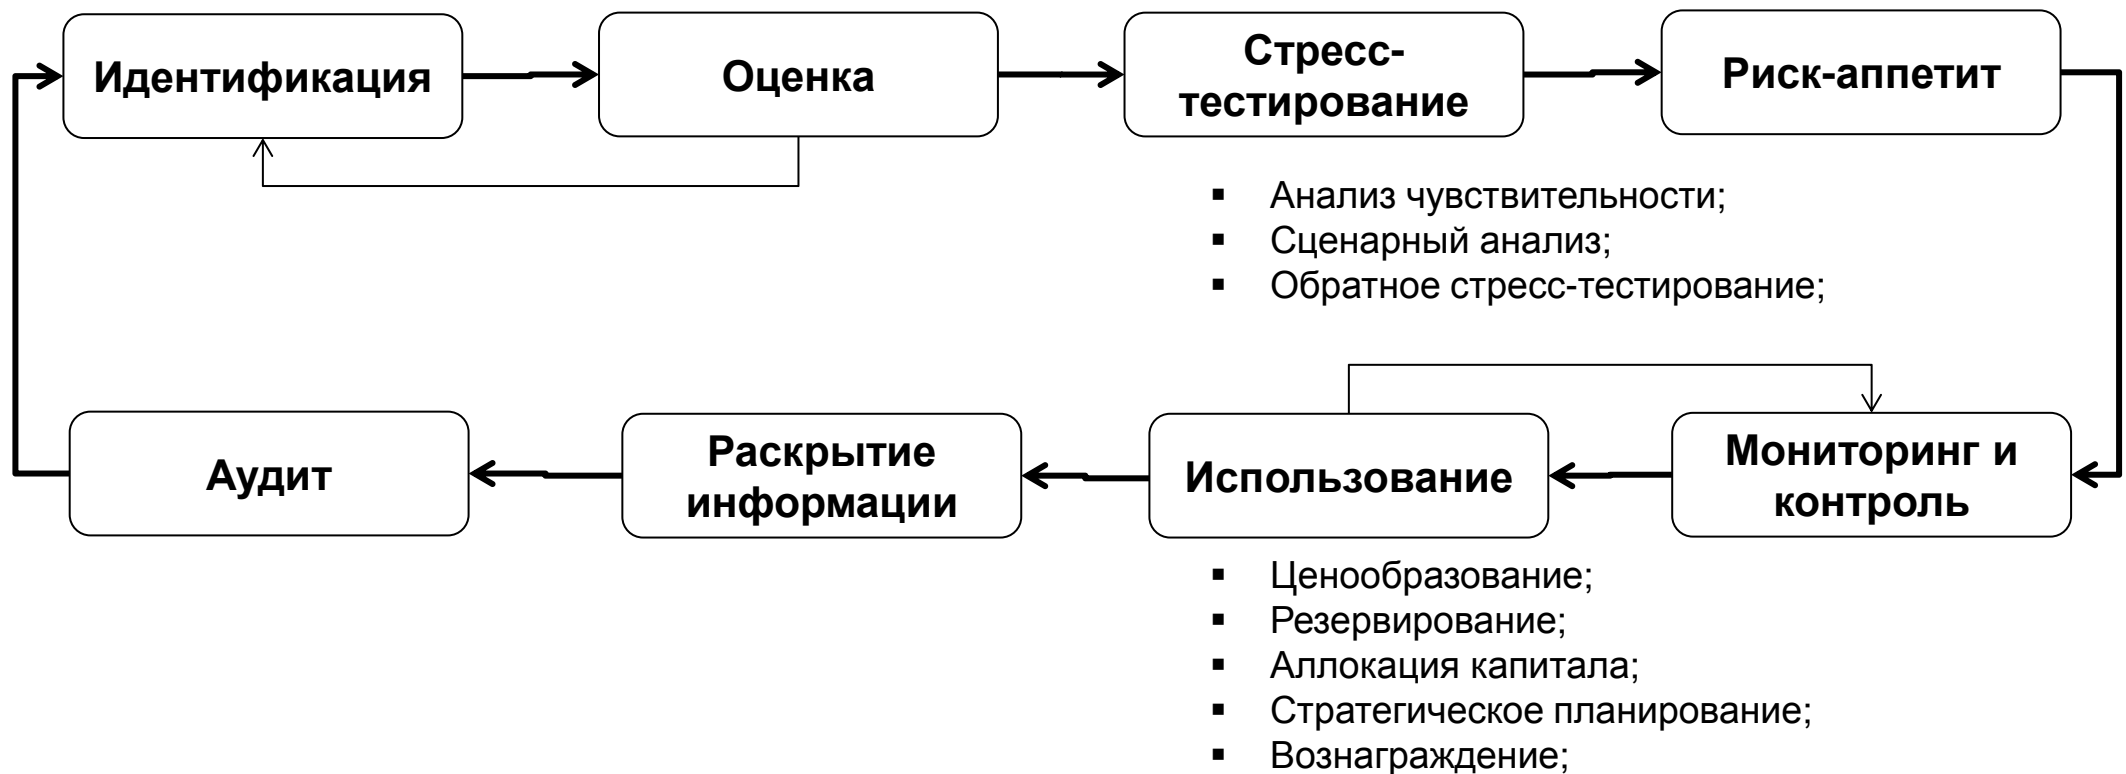 Идентификация
Оценка
Стресс-
тестирование
Риск-аппетит
▪ Анализ чувствительности;
▪ Сценарный анализ;
▪ Обратное стресс-тестирование;
Аудит
Раскрытие
информации
Использование
Мониторинг и
контроль
▪ Ценообразование;
▪ Резервирование;
▪ Аллокация капитала;
▪ Стратегическое планирование;
▪ Вознаграждение;